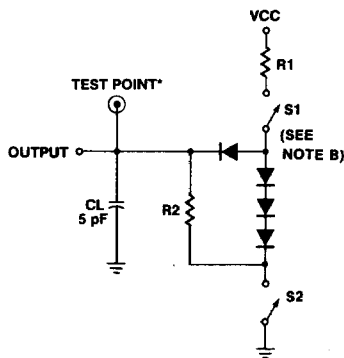 VCC
R1
TEST POINT*
S1
(SEE
NOTE B)
OUTPUT
CL
5 pF
R2
S2